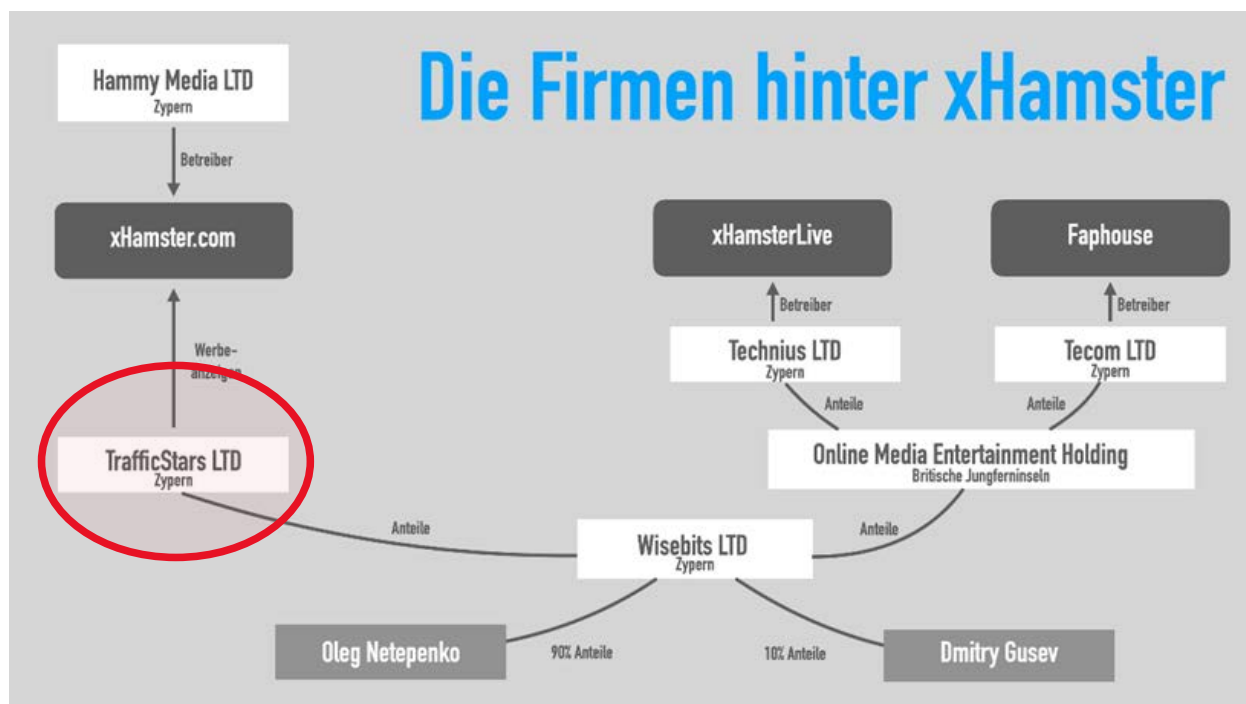 Die Firmen hinter xHamster
Hammy Media LTD
Zypern
Betreiber
xHamster.com
Werbe-
anzeigen
TrafficStars LTD
Zypern
xHamsterLive
Faphouse
Betreiber
Betreiber
Technius LTD
Zypern
Tecom LTD
Zypern
Anteile
Anteile
Online Media Entertainment Holding
Britische Jungferninseln
Anteile
Anteile
Wisebits LTD
Zypern
Oleg Netepenko
90% Anteile
10% Anteile
Dmitry Gusev